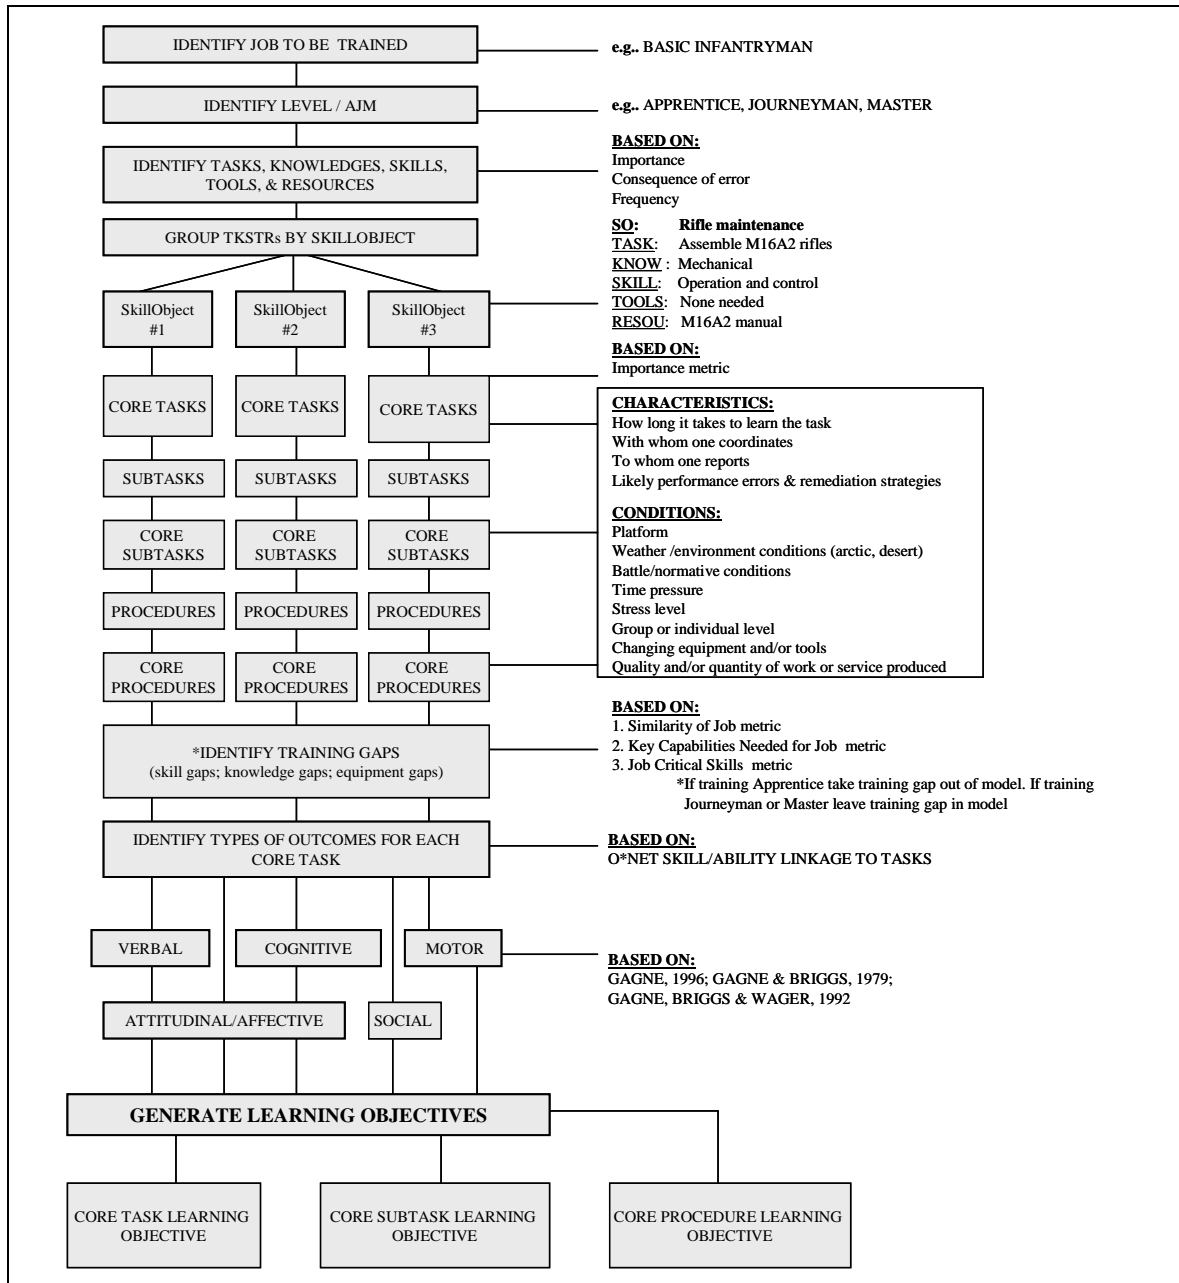 IDENTIFY JOB TO BE TRAINED
e.g.. BASIC INFANTRYMAN
IDENTIFY LEVEL / AJM
e.g.. APPRENTICE, JOURNEYMAN, MASTER
IDENTIFY TASKS, KNOWLEDGES, SKILLS,
TOOLS, & RESOURCES
BASED ON:
Importance
Consequence of error
Frequency
GROUP TKSTRs BY SKILLOBJECT
SO: Rifle maintenance
TASK: Assemble M16A2 rifles
KNOW : Mechanical
SKILL: Operation and control
TOOLS: None needed
RESOU: M16A2 manual
SkillObject
#1
SkillObject
#2
SkillObject
#3
BASED ON:
Importance metric
CORE TASKS
CORE TASKS
CORE TASKS
CHARACTERISTICS:
How long it takes to learn the task
With whom one coordinates
To whom one reports
Likely performance errors & remediation strategies
SUBTASKS
SUBTASKS
SUBTASKS
CONDITIONS:
Platform
Weather /environment conditions (arctic, desert)
Battle/normative conditions
Time pressure
Stress level
Group or individual level
Changing equipment and/or tools
Quality and/or quantity of work or service produced
CORE
SUBTASKS
CORE
SUBTASKS
CORE
SUBTASKS
PROCEDURES
PROCEDURES
PROCEDURES
CORE
PROCEDURES
CORE
PROCEDURES
CORE
PROCEDURES
*IDENTIFY TRAINING GAPS
(skill gaps; knowledge gaps; equipment gaps)
BASED ON:
1. Similarity of Job metric
2. Key Capabilities Needed for Job metric
3. Job Critical Skills metric
*If training Apprentice take training gap out of model. If training
Journeyman or Master leave training gap in model
IDENTIFY TYPES OF OUTCOMES FOR EACH
CORE TASK
BASED ON:
O*NET SKILL/ABILITY LINKAGE TO TASKS
VERBAL
COGNITIVE
MOTOR
BASED ON:
GAGNE, 1996; GAGNE & BRIGGS, 1979;
GAGNE, BRIGGS & WAGER, 1992
ATTITUDINAL/AFFECTIVE
SOCIAL
GENERATE LEARNING OBJECTIVES
CORE TASK LEARNING
OBJECTIVE
CORE SUBTASK LEARNING
OBJECTIVE
CORE PROCEDURE LEARNING
OBJECTIVE